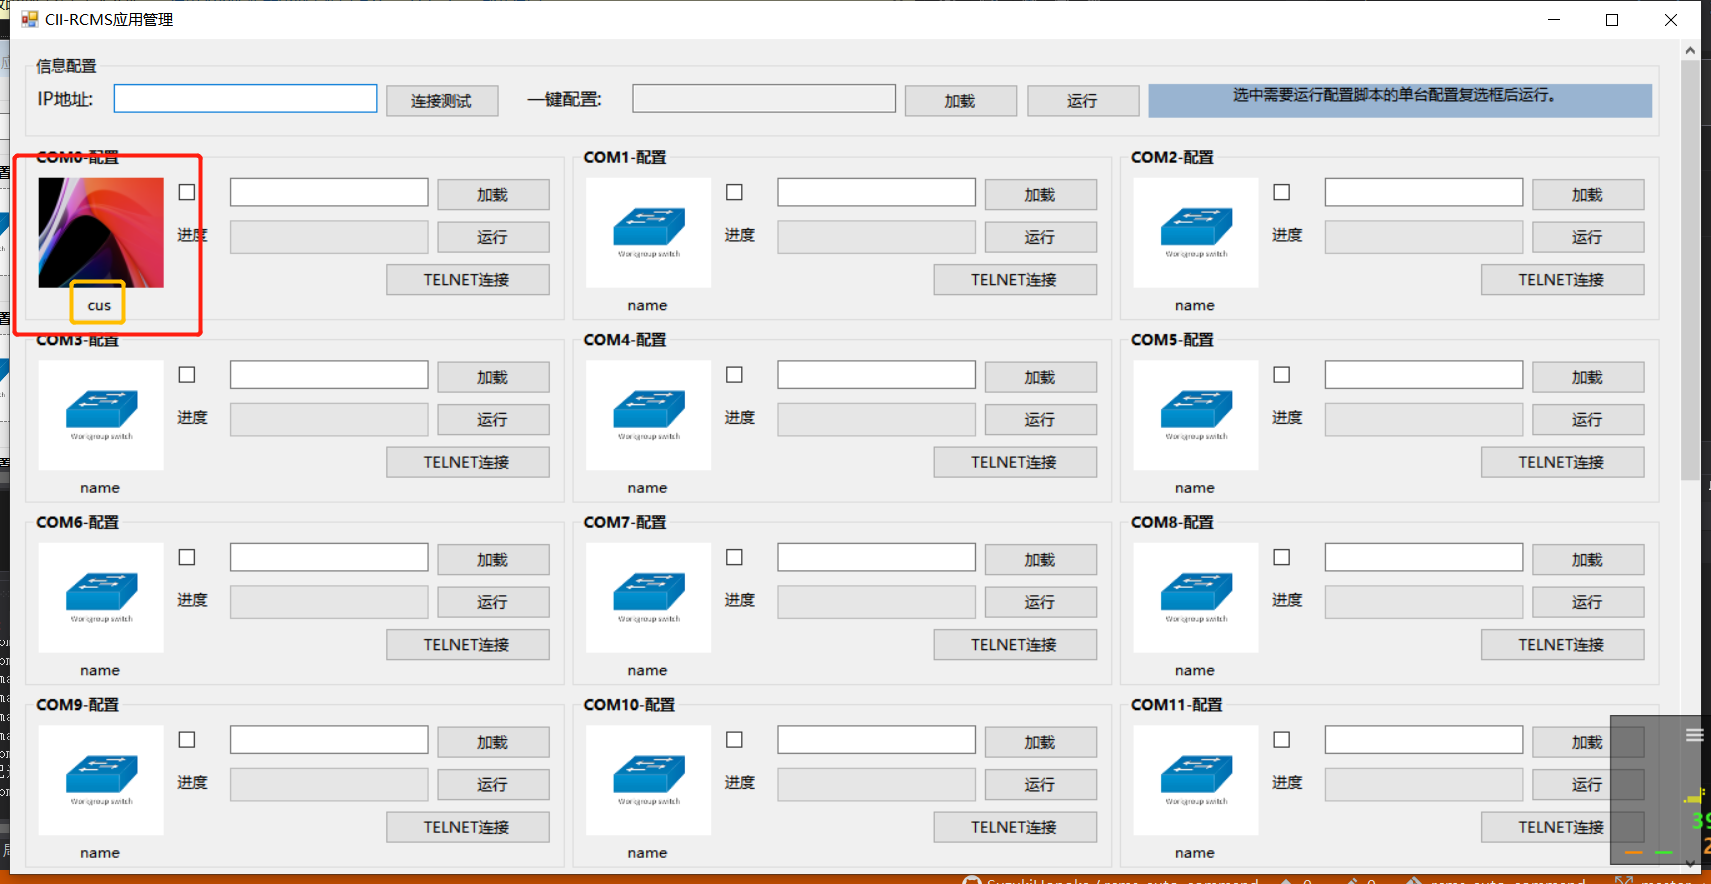 CII-RCMS应用管理
信息配置
IP地址: 连接测试 一键配置: 加载 运行 选中需要运行配置脚本的单台配置复选框后运行。
COM0-配置 COM1-配置 COM2-配置
加载 加载 加载
进度 运行 进度 运行 进度 运行
Workgroup switch Workgroup switch
TELNET连接 TELNET连接 TELNET连接
cus name name
COM3-配置 COM4-配置 COM5-配置
加载 加载 加载
进度 运行 进度 运行 进度 运行
Workgroup switch Workgroup switch Workgroup switch
TELNET连接 TELNET连接 TELNET连接
name name name
COM6-配置 COM7-配置 COM8-配置
加载 加载 加载
进度 运行 进度 运行 进度 运行
Workgroup switch Workgroup switch Workgroup switch
TELNET连接 TELNET连接 TELNET连接
name name name
COM9-配置 COM10-配置 COM11-配置
加载 加载 加载
进度 运行 进度 运行 进度 运行
Workgroup switch Workgroup switch Workgroup switch
TELNET连接 TELNET连接 TELNET连接
name name name